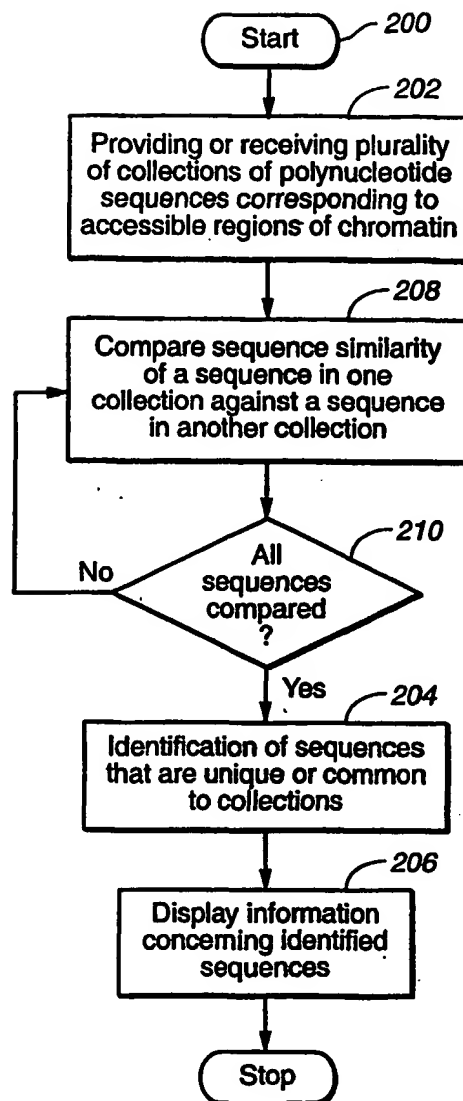 Start
200
202
Providing or receiving plurality
of collections of polynucleotide
sequences corresponding to
accessible regions of chromatin
208
Compare sequence similarity
of a sequence in one
collection against a sequence
in another collection
210
All
sequences
compared
?
No
Yes
204
Identification of sequences
that are unique or common
to collections
206
Display information
concerning identified
sequences
Stop